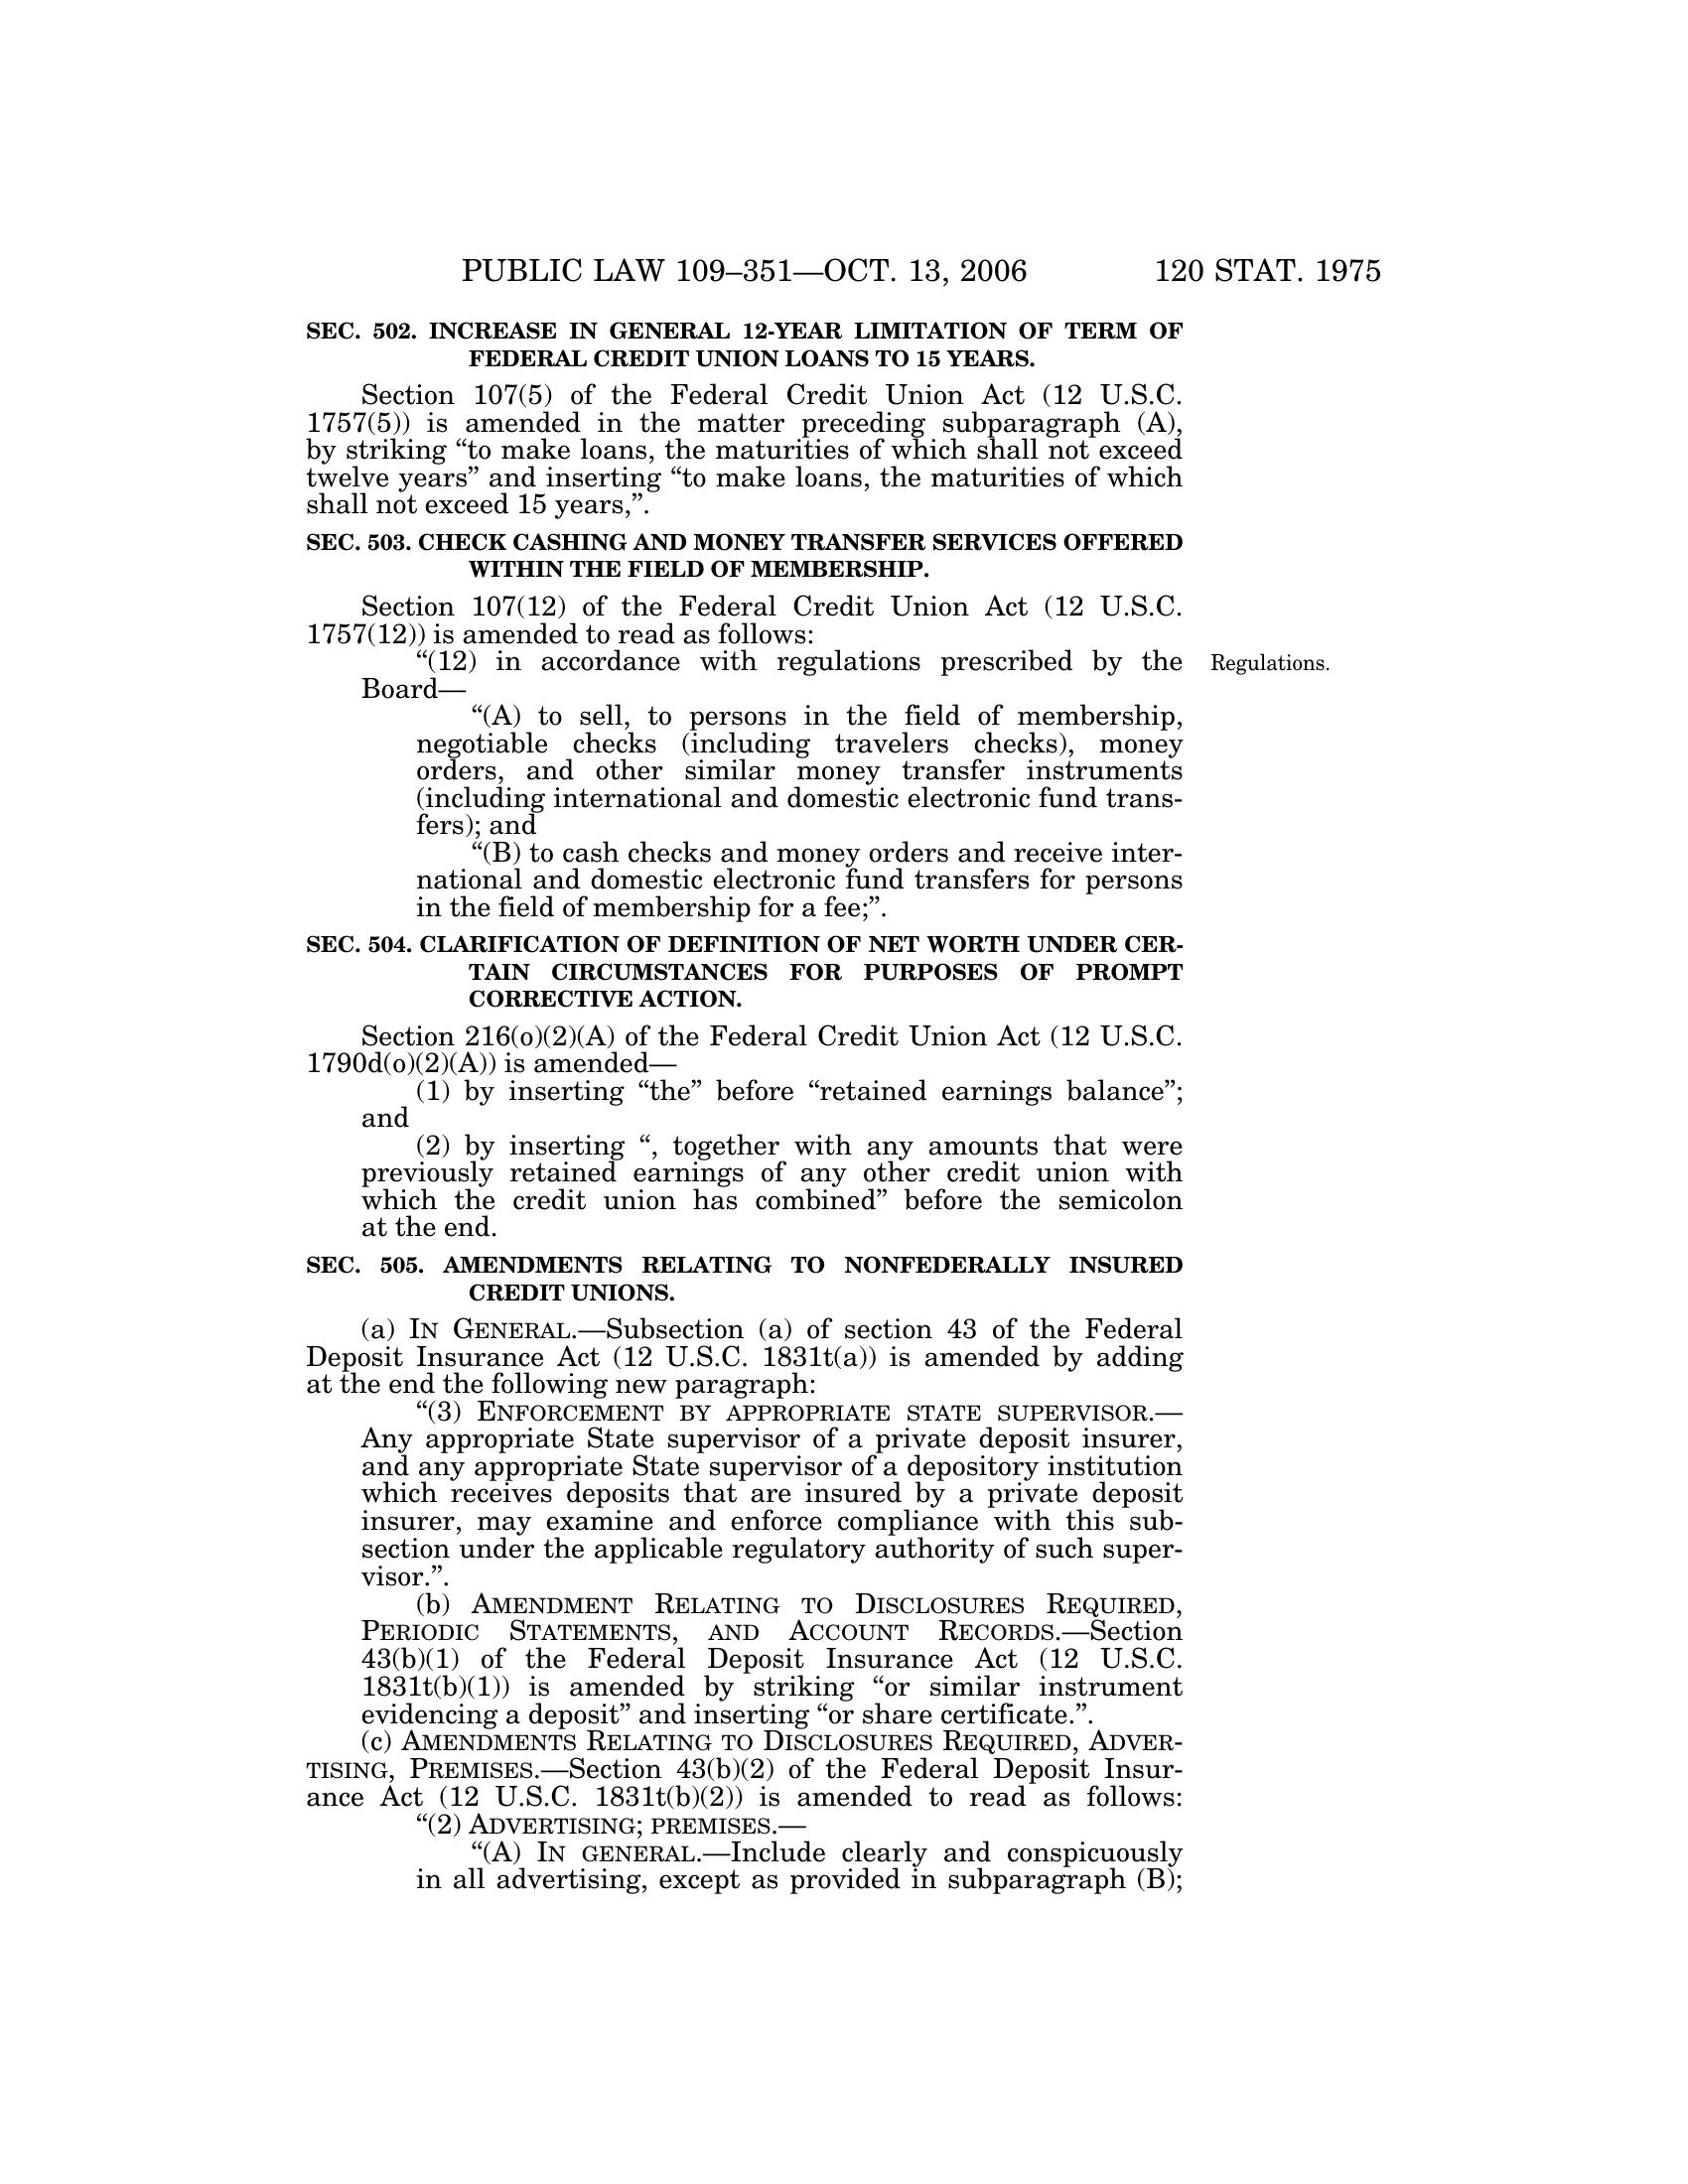 PUBLIC LAW 109–351—OCT. 13, 2006 120 STAT. 1975
SEC. 502. INCREASE IN GENERAL 12-YEAR LIMITATION OF TERM OF
FEDERAL CREDIT UNION LOANS TO 15 YEARS.
Section 107(5) of the Federal Credit Union Act (12 U.S.C.
1757(5)) is amended in the matter preceding subparagraph (A),
by striking “to make loans, the maturities of which shall not exceed
twelve years” and inserting “to make loans, the maturities of which
shall not exceed 15 years,”.
SEC. 503. CHECK CASHING AND MONEY TRANSFER SERVICES OFFERED
WITHIN THE FIELD OF MEMBERSHIP.
Section 107(12) of the Federal Credit Union Act (12 U.S.C.
1757(12)) is amended to read as follows:
“(12) in accordance with regulations prescribed by the
Regulations.
Board—
“(A) to sell, to persons in the field of membership,
negotiable checks (including travelers checks), money
orders, and other similar money transfer instruments
(including international and domestic electronic fund trans-
fers); and
“(B) to cash checks and money orders and receive inter-
national and domestic electronic fund transfers for persons
in the field of membership for a fee;”.
SEC. 504. CLARIFICATION OF DEFINITION OF NET WORTH UNDER CER-
TAIN CIRCUMSTANCES FOR PURPOSES OF PROMPT
CORRECTIVE ACTION.
Section 216(o)(2)(A) of the Federal Credit Union Act (12 U.S.C.
1790d(o)(2)(A)) is amended—
(1) by inserting “the” before “retained earnings balance”;
and
(2) by inserting “, together with any amounts that were
previously retained earnings of any other credit union with
which the credit union has combined” before the semicolon
at the end.
SEC. 505. AMENDMENTS RELATING TO NONFEDERALLY INSURED
CREDIT UNIONS.
(a) IN GENERAL.—Subsection (a) of section 43 of the Federal
Deposit Insurance Act (12 U.S.C. 1831t(a)) is amended by adding
at the end the following new paragraph:
“(3) ENFORCEMENT BY APPROPRIATE STATE SUPERVISOR.—
Any appropriate State supervisor of a private deposit insurer,
and any appropriate State supervisor of a depository institution
which receives deposits that are insured by a private deposit
insurer, may examine and enforce compliance with this sub-
section under the applicable regulatory authority of such super-
visor.”.
(b) AMENDMENT RELATING TO DISCLOSURES REQUIRED,
PERIODIC STATEMENTS, AND ACCOUNT RECORDS.—Section
43(b)(1) of the Federal Deposit Insurance Act (12 U.S.C.
1831t(b)(1)) is amended by striking “or similar instrument
evidencing a deposit” and inserting “or share certificate.”.
(c) AMENDMENTS RELATING TO DISCLOSURES REQUIRED, ADVER-
TISING, PREMISES.—Section 43(b)(2) of the Federal Deposit Insur-
ance Act (12 U.S.C. 1831t(b)(2)) is amended to read as follows:
“(2) ADVERTISING; PREMISES.—
“(A) IN GENERAL.—Include clearly and conspicuously
in all advertising, except as provided in subparagraph (B);